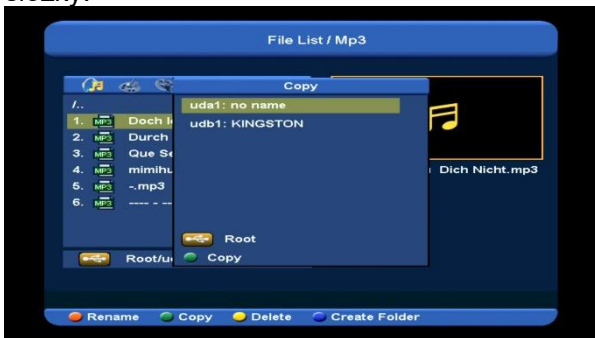 File List / Mp3
Copy
/..
uda1: no name
1. MP3 Doch
udb1: KINGSTON
2. MP3 Durch
3. MP3 Que Se
4. MP3 mimihu
Dich Nicht.mp3
5. MP3 -.mp3
6. MP3 ---- - --
Root
Root/u
Copy
Rename Copy Delete Create Folder